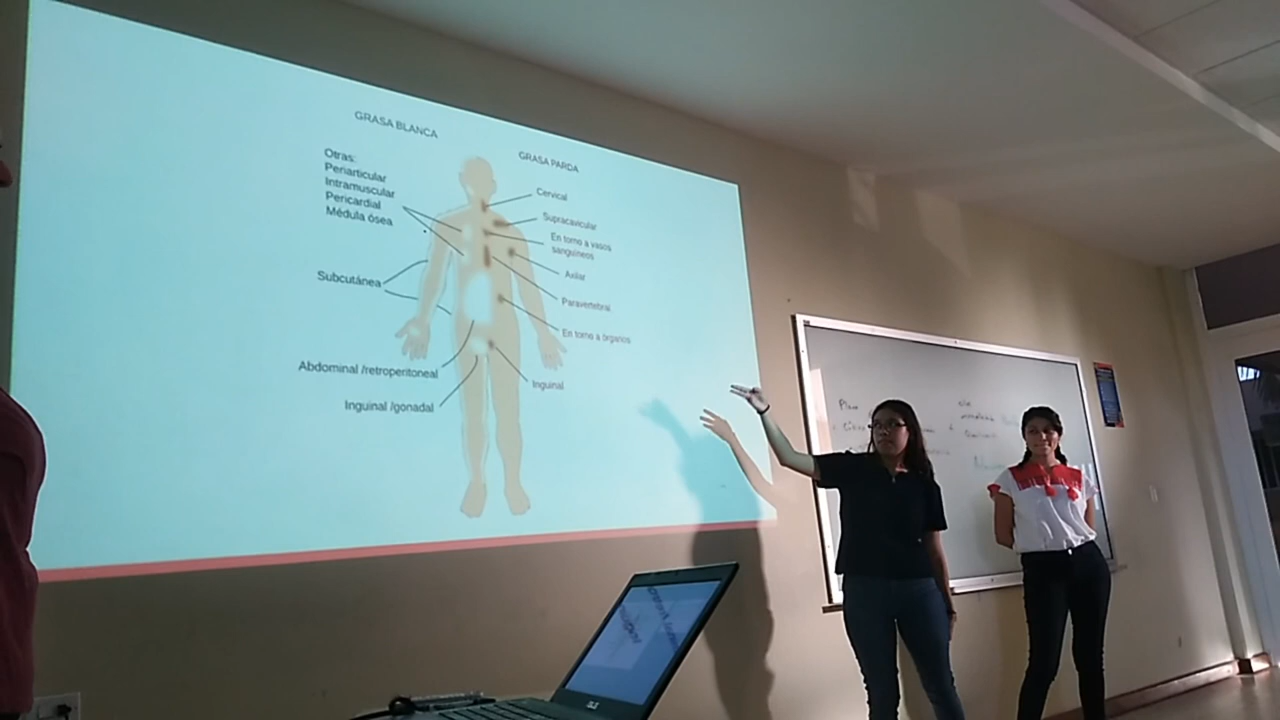 GRASA BLANCA
GRASA PARDA
Otras:
Periarticular
Intramuscular
Pericardial
Médula ósea
Subcutánea
Abdominal /retroperitoneal
Inguinal /gonadal
Cervical
Supracavicular
En torno a vasos
sanguíneos
Axilar
Paravertebral
En torno a órganos
Inguinal